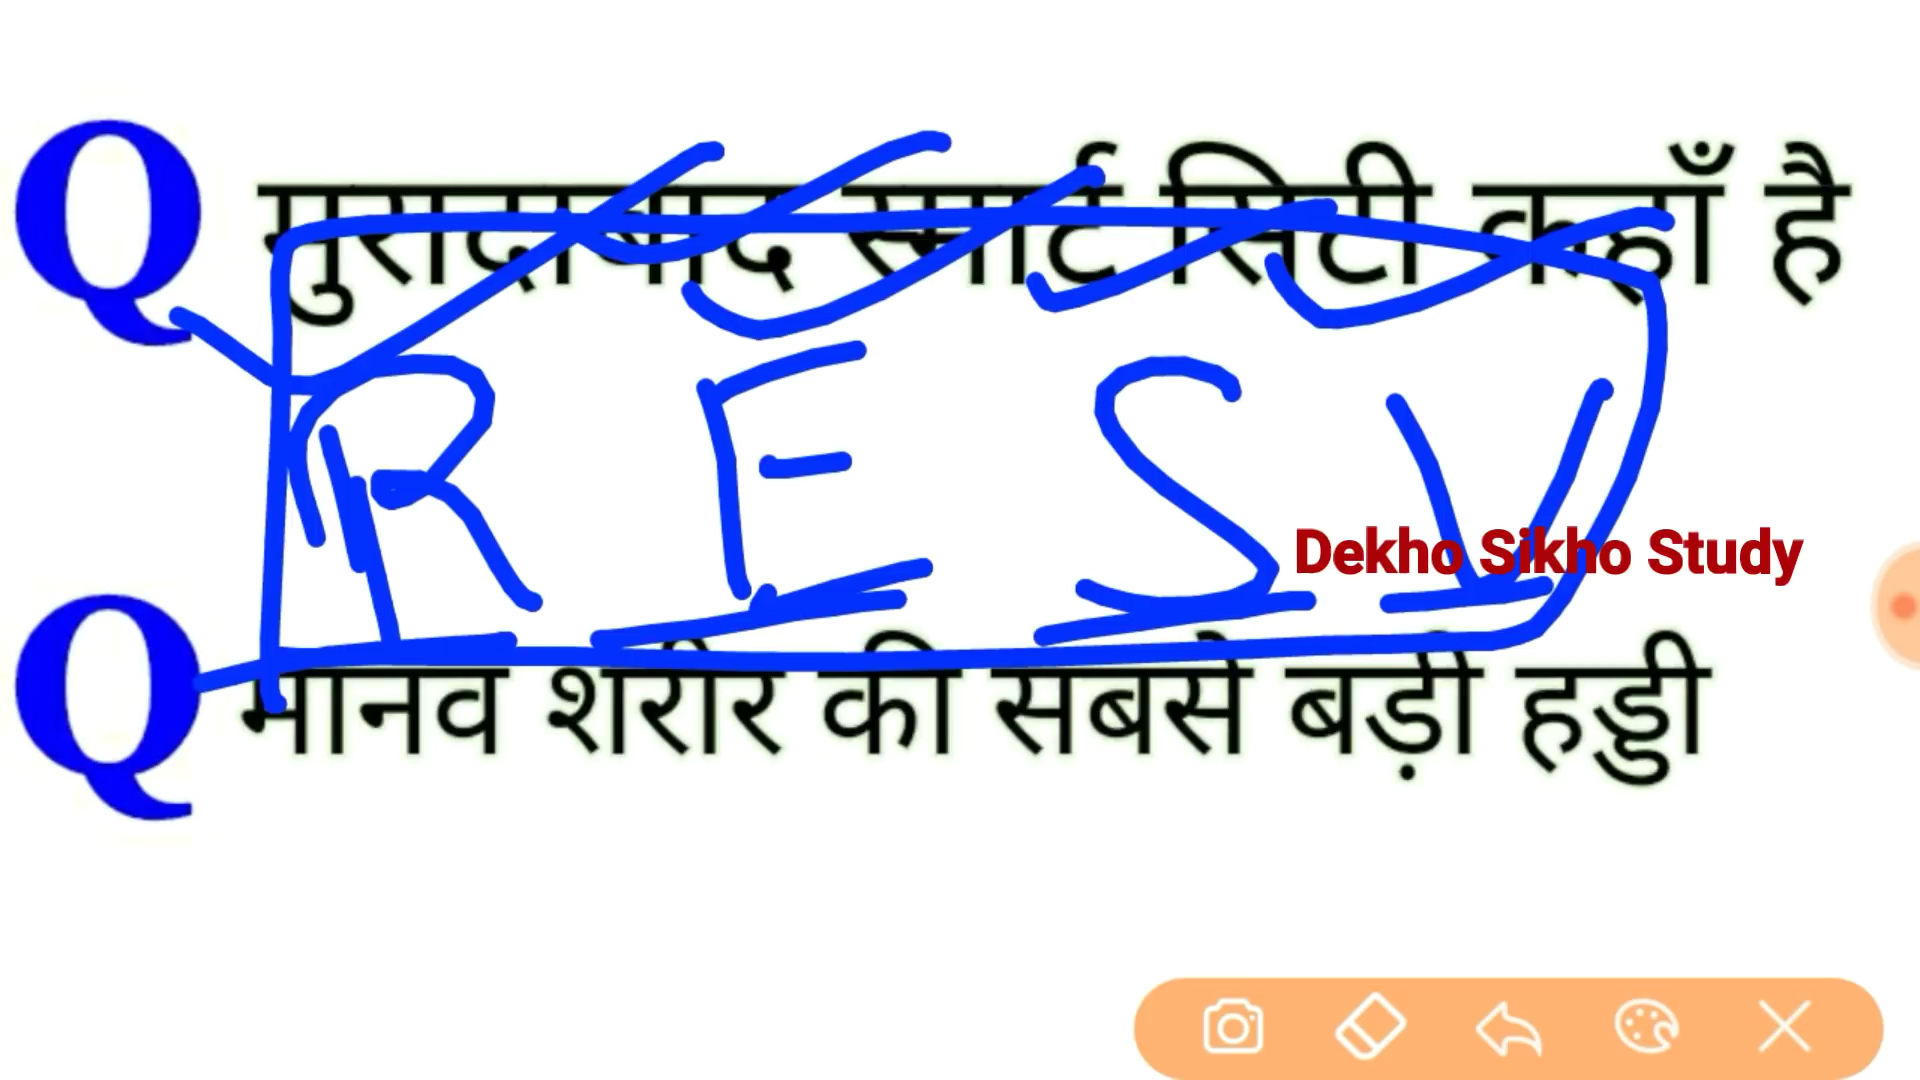 Q मुरादाबाद स्मार्ट सिटी कहाँ है
R E S V
Dekho Sikho Study
Q मानव शरीर की सबसे बड़ी हड्डी